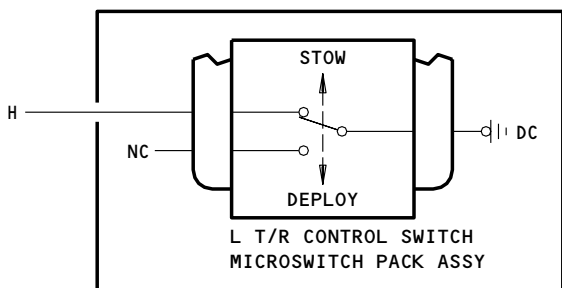 STOW
H
NC
DC
DEPLOY
L T/R CONTROL SWITCH
MICROSWITCH PACK ASSY